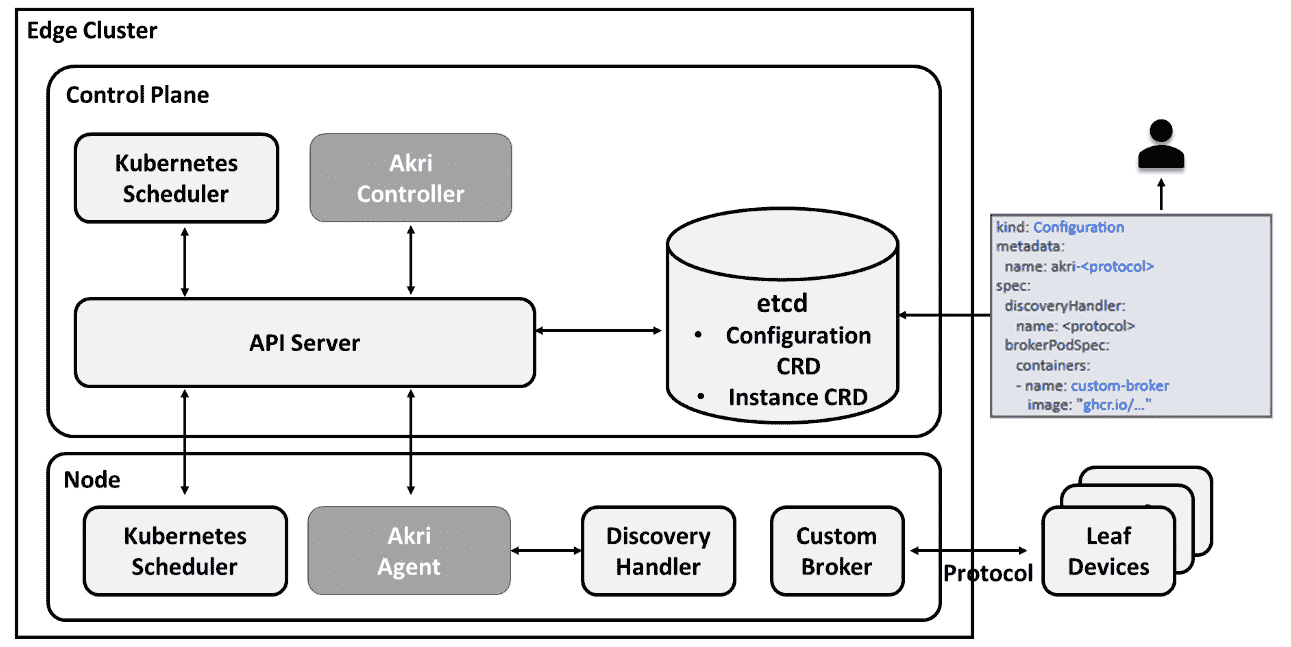 Edge Cluster
Control Plane
Kubernetes
Scheduler
Akri
Controller
API Server
etcd
• Configuration
CRD
• Instance CRD
kind: Configuration
metadata:
name: akri-<protocol>
spec:
discoveryHandler:
name: <protocol>
brokerPodSpec:
containers:
- name: custom-broker
image: "ghcr.io/..."
Node
Kubernetes
Scheduler
Akri
Agent
Discovery
Handler
Custom
Broker
Protocol
Leaf
Devices